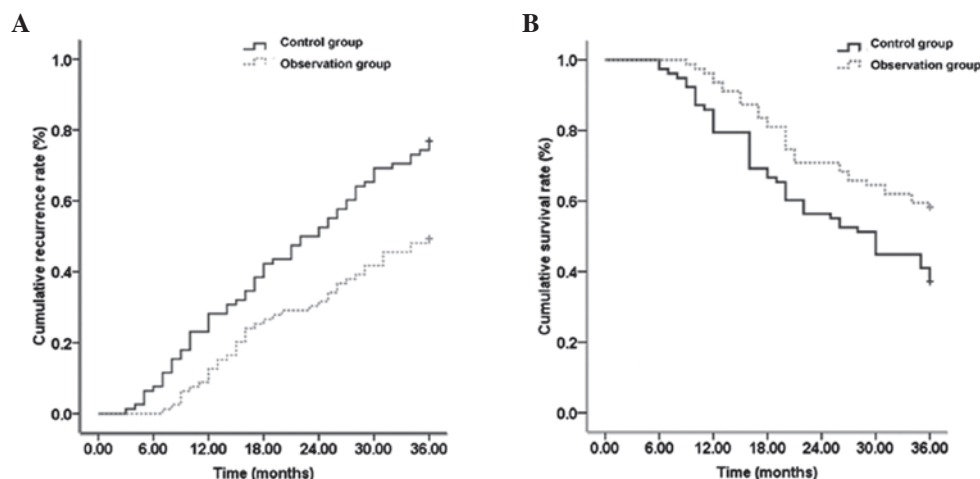 A
Control group
Observation group
Cumulative recurrence rate (%)
1.0
0.8
0.6
0.4
0.2
0.0
0.00 6.00 12.00 18.00 24.00 30.00 36.00
Time (months)
B
Control group
Observation group
Cumulative survival rate (%)
1.0
0.8
0.6
0.4
0.2
0.0
0.00 6.00 12.00 18.00 24.00 30.00 36.00
Time (months)